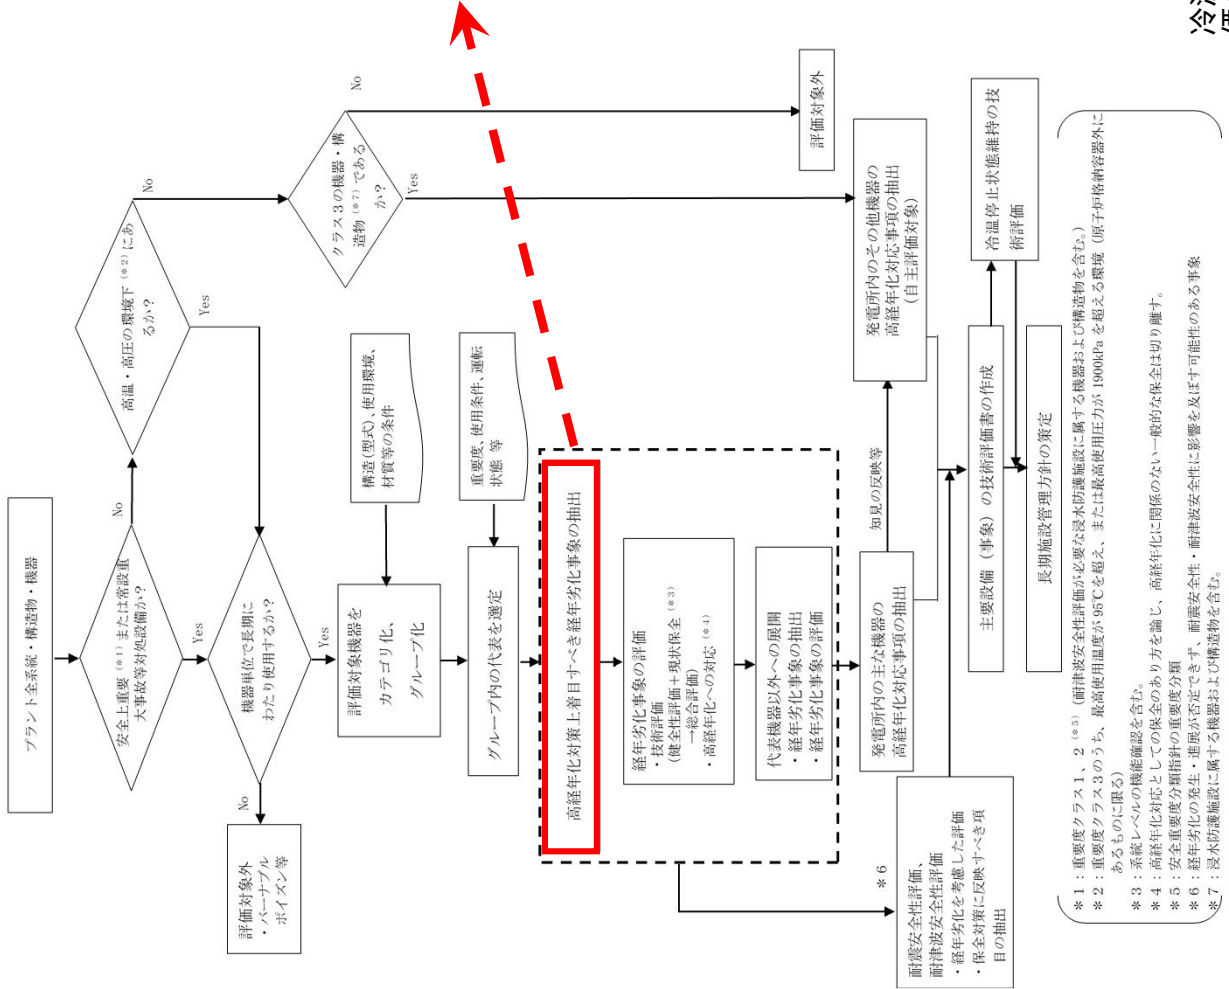 プラント全系統・構造物・機器
安全上重要（*1）または常設重
大事故等対処設備か？
No
Yes
高温・高圧の環境下（*2）にあ
るか？
No
Yes
クラス３の機器・構
造物（*7）である
か？
No
Yes
評価対象外
機器単位で長期に
わたり使用するか？
No
Yes
評価対象外
・バーナブル
ポイズン等
評価対象機器を
カテゴリ化、
グループ化
構造(型式)、使用環境、
材質等の条件
グループ内の代表を選定
重要度、使用条件、運転
状態 等
高経年化対策上着目すべき経年劣化事象の抽出
経年劣化事象の評価
・技術評価
(健全性評価＋現状保全（*3）
→総合評価)
・高経年化への対応（*4）
代表機器以外への展開
・経年劣化事象の抽出
・経年劣化事象の評価
発電所内の主な機器の
高経年化対応事項の抽出
知見の反映等
発電所内のその他機器の
高経年化対応事項の抽出
(自主評価対象)
*6
耐震安全性評価、
耐津波安全性評価
・経年劣化を考慮した評価
・保全対策に反映すべき項
目の抽出
主要設備（事象）の技術評価書の作成
冷温停止状態維持の技
術評価
長期施設管理方針の策定
*1：重要度クラス１、２（*5）（耐津波安全性評価が必要な浸水防護施設に属する機器および構造物を含む。）
*2：重要度クラス３のうち、最高使用温度が95℃を超え、または最高使用圧力が1900kPaを超える環境（原子炉格納容器外に
あるものに限る）
*3：系統レベルの機能確認を含む。
*4：高経年化対応としての保全のあり方を論じ、高経年化に関係のない一般的な保全は切り離す。
*5：安全重要度分類指針の重要度分類
*6：経年劣化の発生・進展が否定できず、耐震安全性・耐津波安全性に影響を及ぼす可能性のある事象
*7：浸水防護施設に属する機器および構造物を含む。